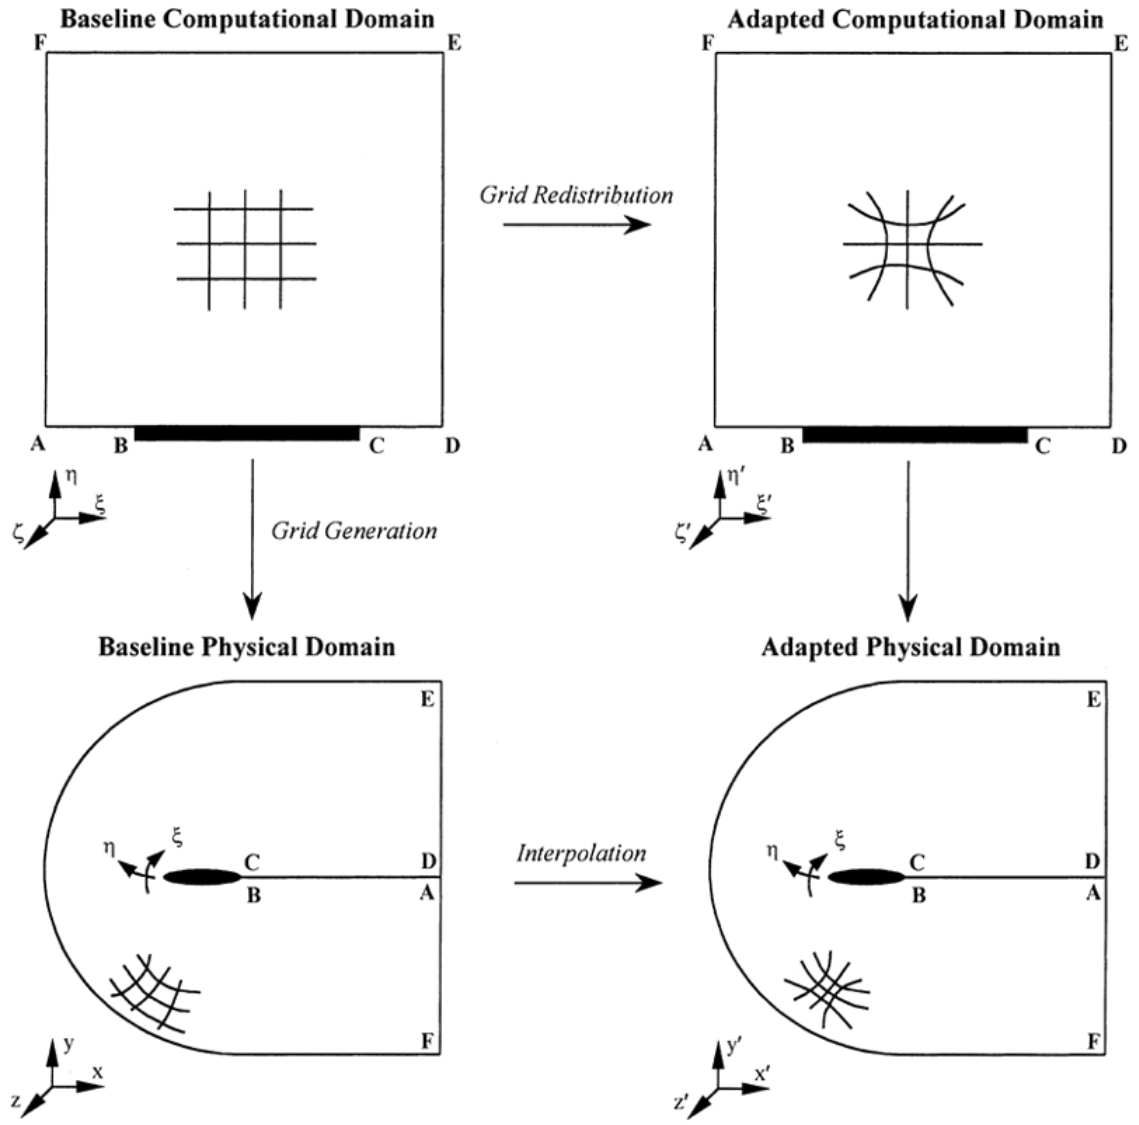 Baseline Computational Domain
Adapted Computational Domain
F E
F E
Grid Redistribution
A B C D
A B C D
η
ξ
ζ
η′
ξ′
ζ′
Grid Generation
Baseline Physical Domain
Adapted Physical Domain
E
E
η ξ
C D
B A
Interpolation
η ξ
C D
B A
F
F
y
x
z
y′
x′
z′